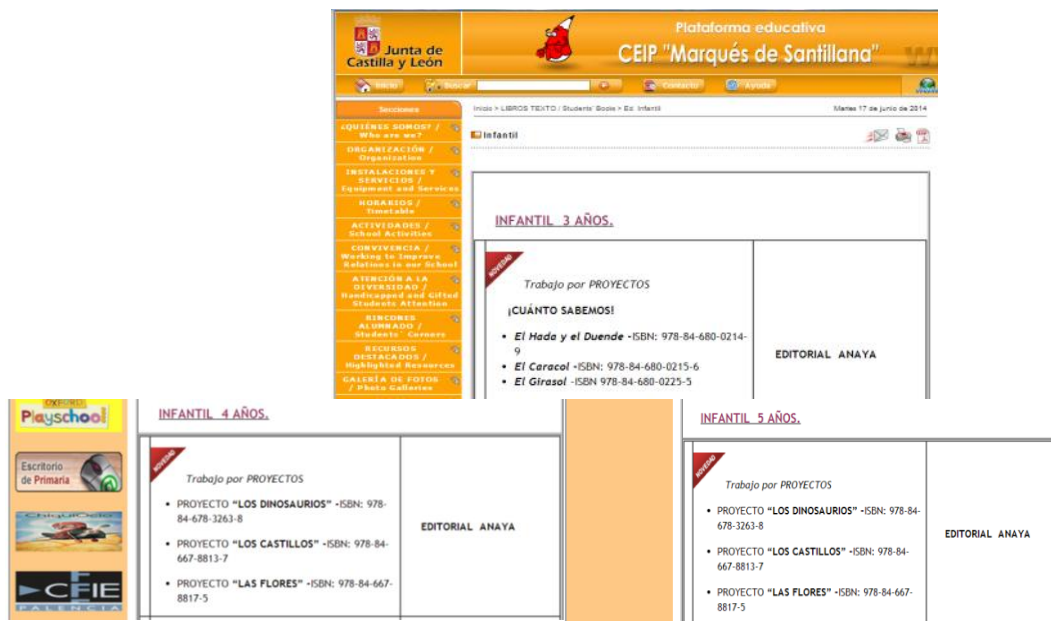 Junta de
Castilla y León
Plataforma educativa
CEIP "Marqués de Santillana"
Inicio
Buscar
Contacto
Ayuda
Secciones
Inicio > LIBROS TEXTO / Students´ Books > Ed. Infantil
Martes 17 de junio de 2014
¿QUIÉNES SOMOS? /
Who are we?
ORGANIZACIÓN /
Organization
INSTALACIONES Y
SERVICIOS /
Equipment and Services
HORARIOS /
Timetable
ACTIVIDADES /
School Activities
CONVIVENCIA /
Working to Improve
Relations in our School
ATENCIÓN A LA
DIVERSIDAD /
Handicapped and Gifted
Students Attention
RINCONES
ALUMNADO /
Students´ Corners
RECURSOS
DESTACADOS /
Highlighted Resources
GALERÍA DE FOTOS
/ Photo Galleries
Infantil
INFANTIL 3 AÑOS.
NOVEDAD
Trabajo por PROYECTOS
¡CUÁNTO SABEMOS!
• El Hada y el Duende -ISBN: 978-84-680-0214-
9
• El Caracol -ISBN: 978-84-680-0215-6
• El Girasol -ISBN 978-84-680-0225-5
EDITORIAL ANAYA
OXFORD
Playschool
Escritorio
de Primaria
ChiquiOcio
CFIE
PALENCIA
INFANTIL 4 AÑOS.
NOVEDAD
Trabajo por PROYECTOS
• PROYECTO “LOS DINOSAURIOS” -ISBN: 978-
84-678-3263-8
• PROYECTO “LOS CASTILLOS” -ISBN: 978-84-
667-8813-7
• PROYECTO “LAS FLORES” -ISBN: 978-84-667-
8817-5
EDITORIAL ANAYA
INFANTIL 5 AÑOS.
NOVEDAD
Trabajo por PROYECTOS
• PROYECTO “LOS DINOSAURIOS” -ISBN: 978-84-
678-3263-8
• PROYECTO “LOS CASTILLOS” -ISBN: 978-84-
667-8813-7
• PROYECTO “LAS FLORES” -ISBN: 978-84-667-
8817-5
EDITORIAL ANAYA